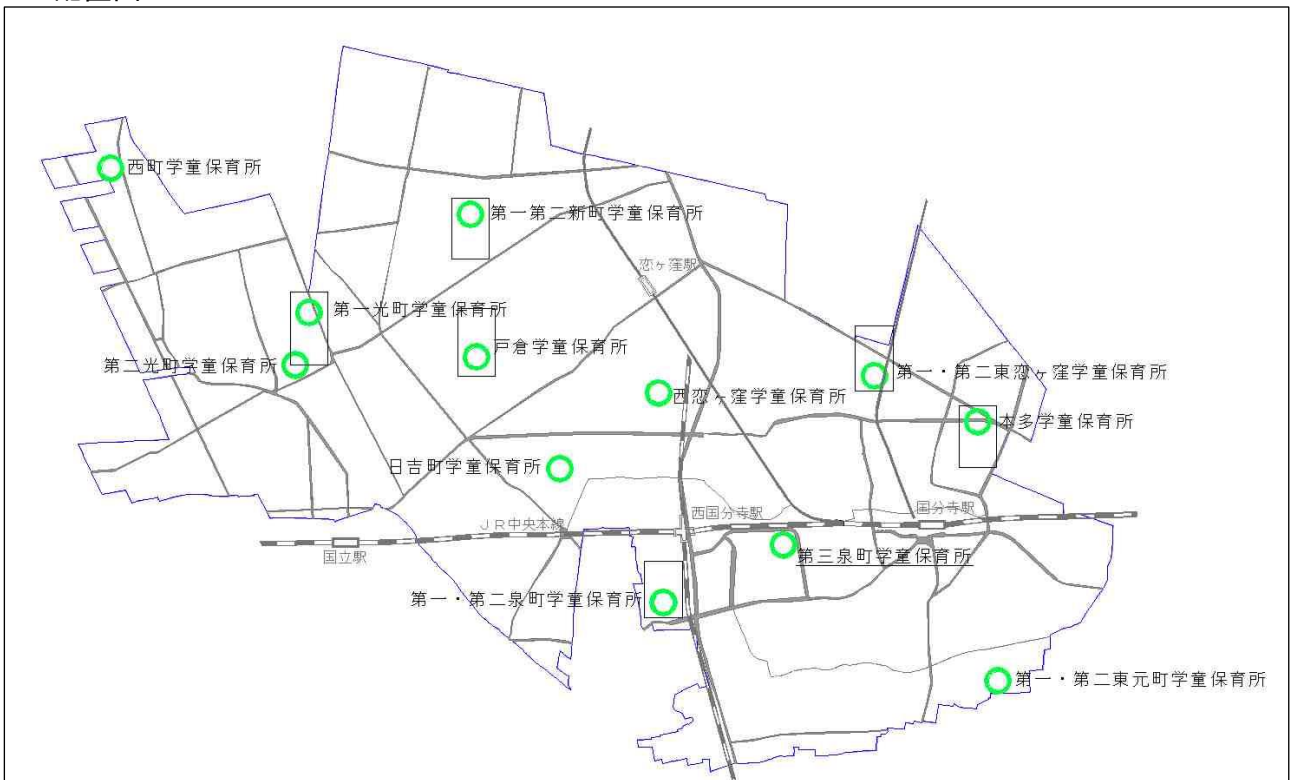 西町学童保育所
第一第二新町学童保育所
恋ヶ窪駅
第一光町学童保育所
戸倉学童保育所
第二光町学童保育所
第一・第二東恋ヶ窪学童保育所
西恋ヶ窪学童保育所
本多学童保育所
日吉町学童保育所
西国分寺駅
国分寺駅
JR中央本線
国立駅
第三泉町学童保育所
第一・第二泉町学童保育所
第一・第二東元町学童保育所